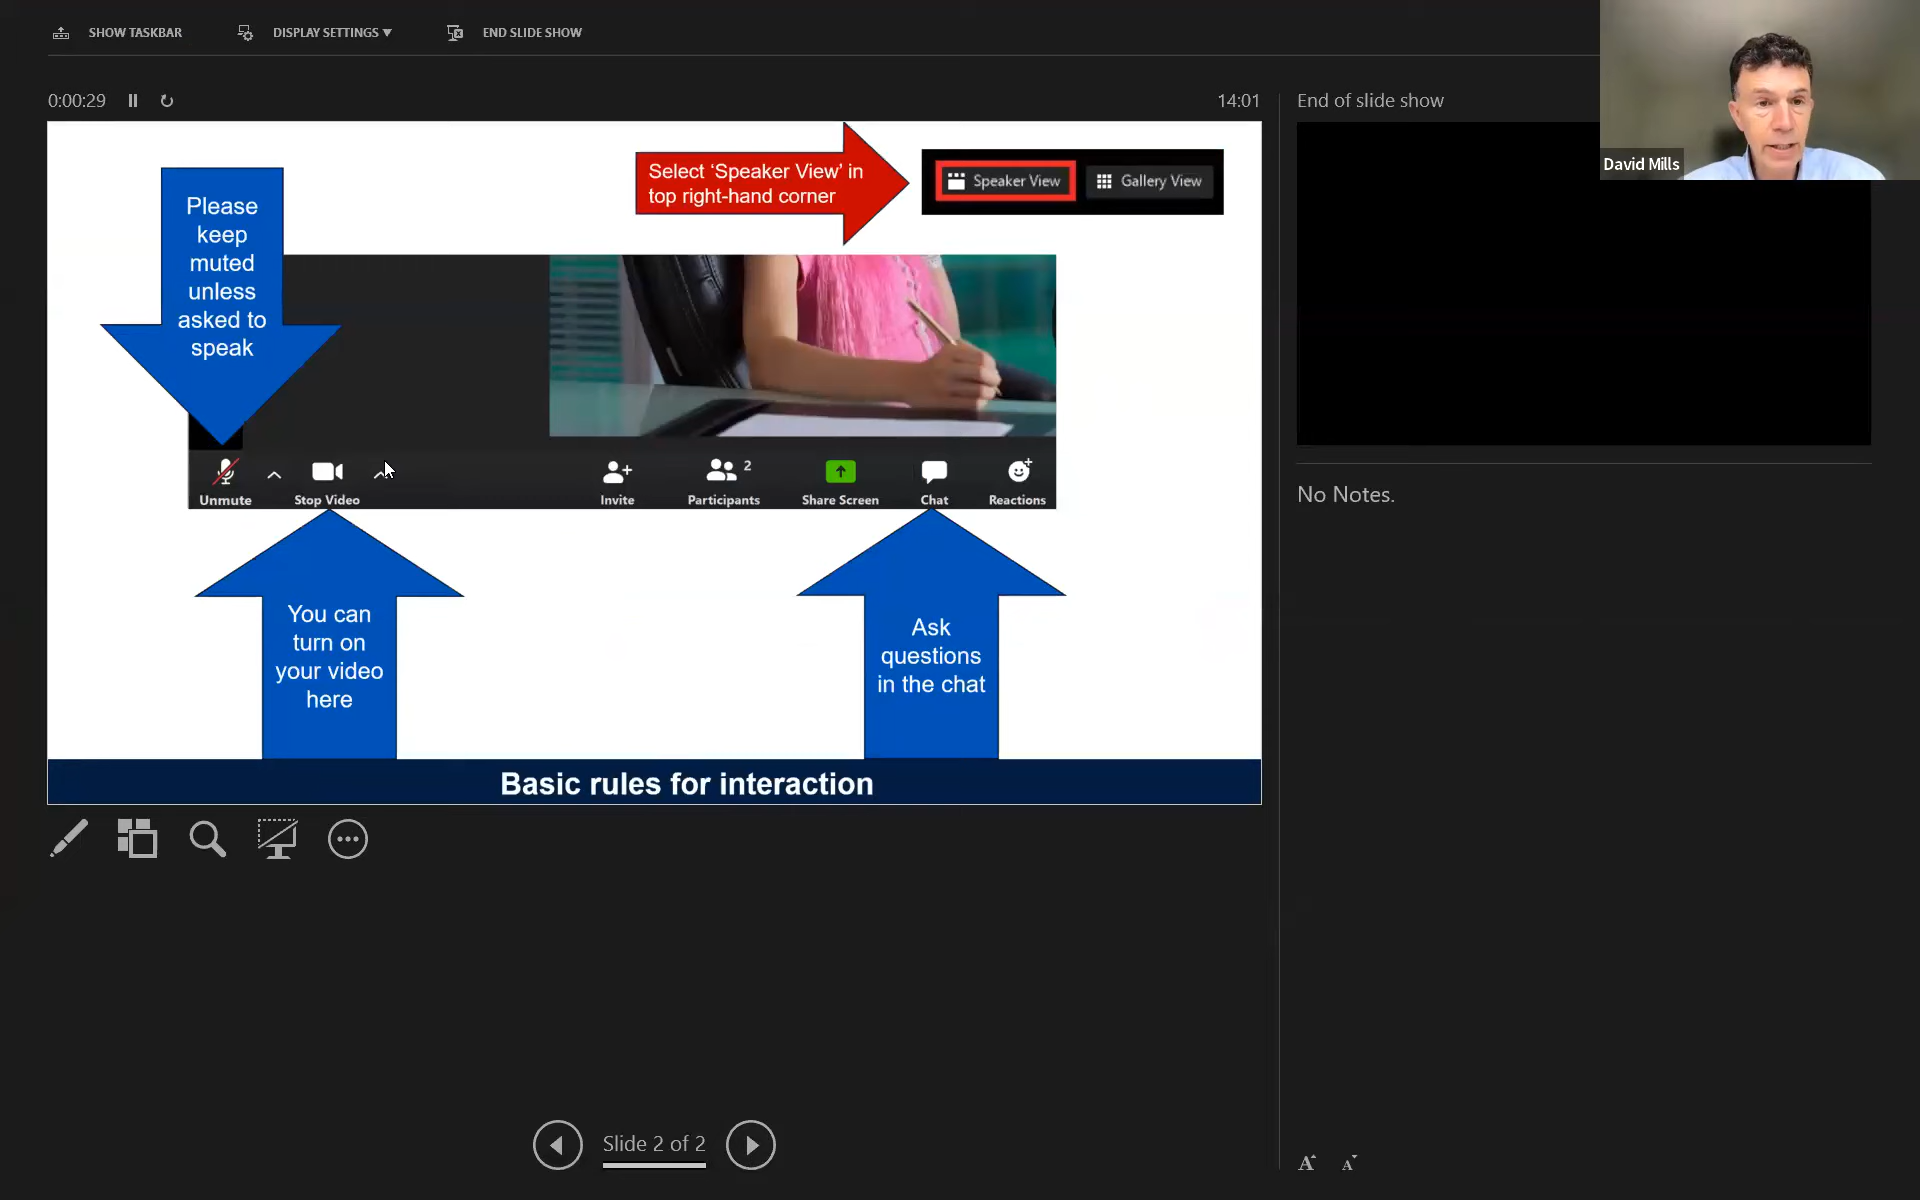 SHOW TASKBAR
DISPLAY SETTINGS ▼
END SLIDE SHOW
0:00:29
14:01
End of slide show
David Mills
Select ‘Speaker View’ in
top right-hand corner
Speaker View
Gallery View
Please
keep
muted
unless
asked to
speak
2
Unmute
Stop Video
Invite
Participants
Share Screen
Chat
Reactions
No Notes.
You can
turn on
your video
here
Ask
questions
in the chat
Basic rules for interaction
Slide 2 of 2
A
A